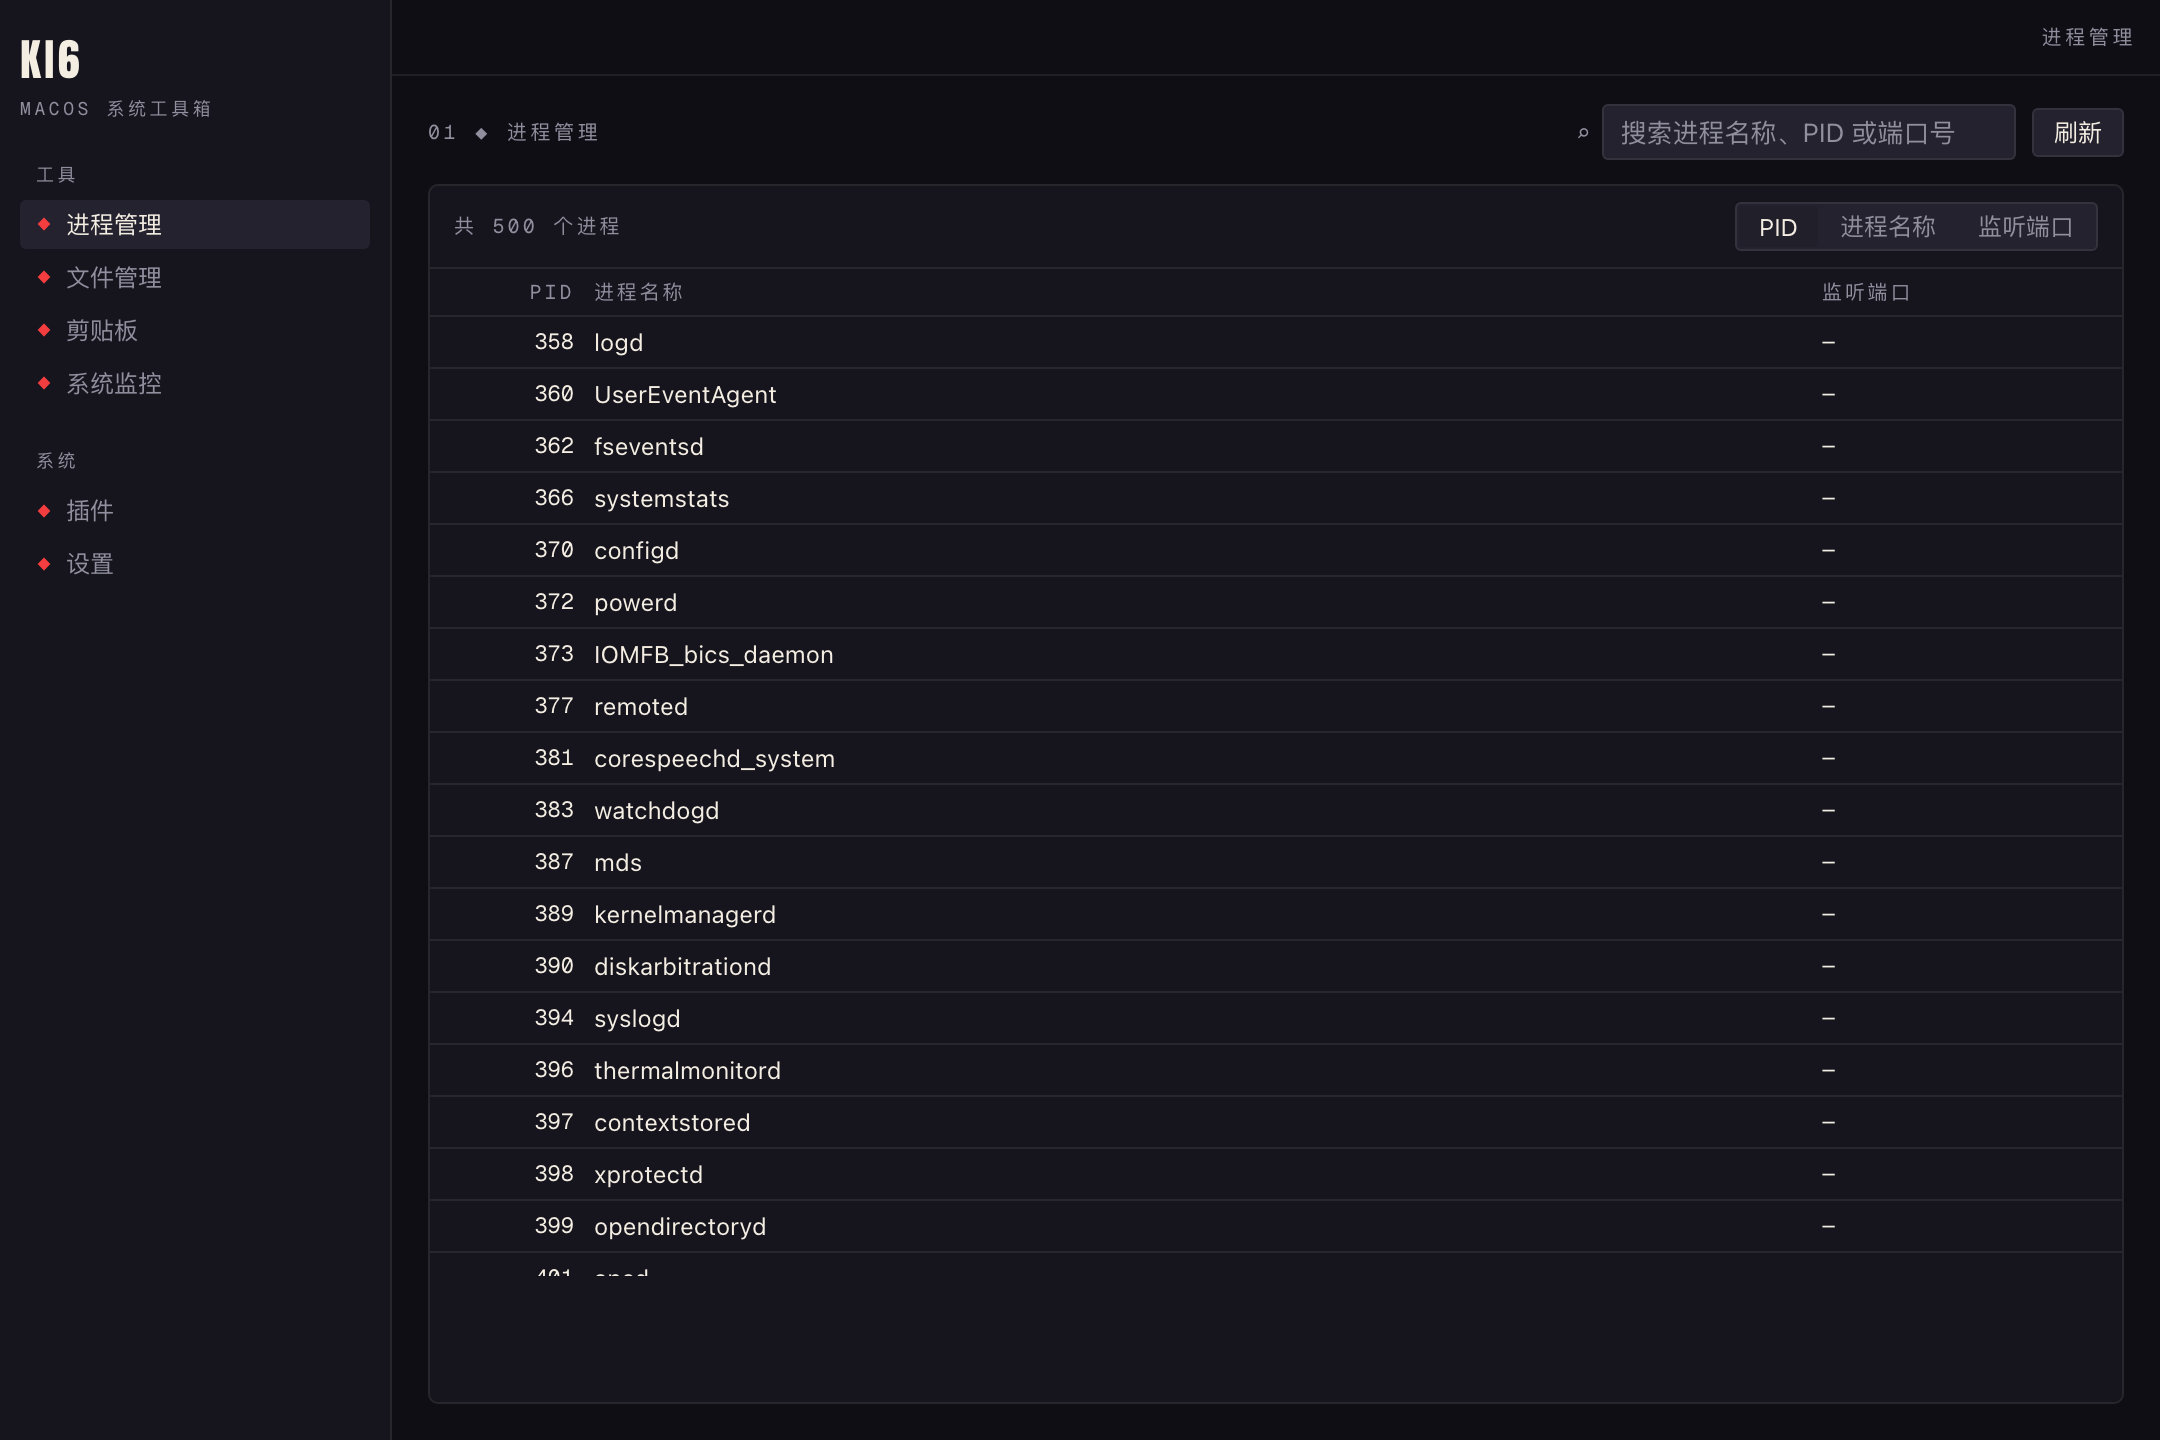 KI6
MACOS 系统工具箱
工具
进程管理
文件管理
剪贴板
系统监控
系统
插件
设置
进程管理
01 ◆ 进程管理
搜索进程名称、PID 或端口号
刷新
共 500 个进程
PID 进程名称 监听端口
PID 进程名称 监听端口
358 logd —
360 UserEventAgent —
362 fseventsd —
366 systemstats —
370 configd —
372 powerd —
373 IOMFB_bics_daemon —
377 remoted —
381 corespeechd_system —
383 watchdogd —
387 mds —
389 kernelmanagerd —
390 diskarbitrationd —
394 syslogd —
396 thermalmonitord —
397 contextstored —
398 xprotectd —
399 opendirectoryd —
401